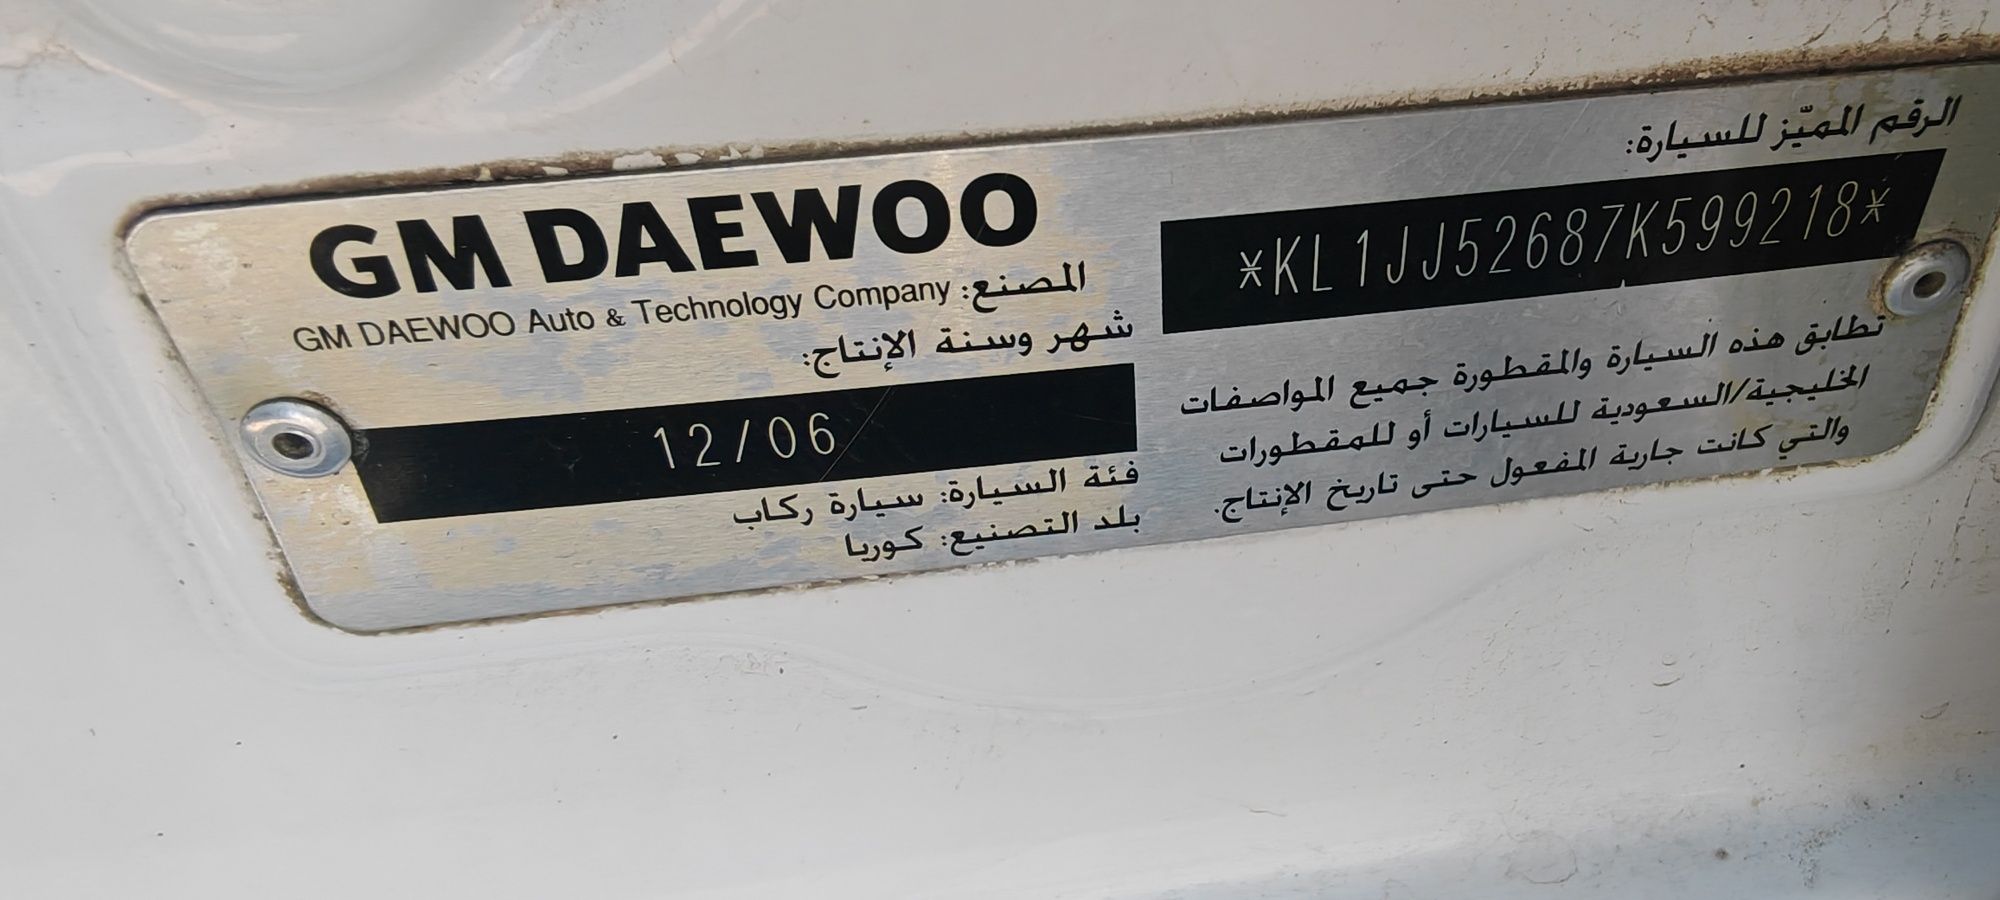 GM DAEWOO
GM DAEWOO Auto & Technology Company المصنع:
شهر وسنة الإنتاج:
12/06
فئة السيارة: سيارة ركاب
بلد التصنيع: كوريا
الرقم المميّز للسيارة:
*KL1JJ52687K599218*
تطابق هذه السيارة والمقطورة جميع المواصفات
الخليجية/السعودية للسيارات أو للمقطورات
والتي كانت جارية المفعول حتى تاريخ الإنتاج.